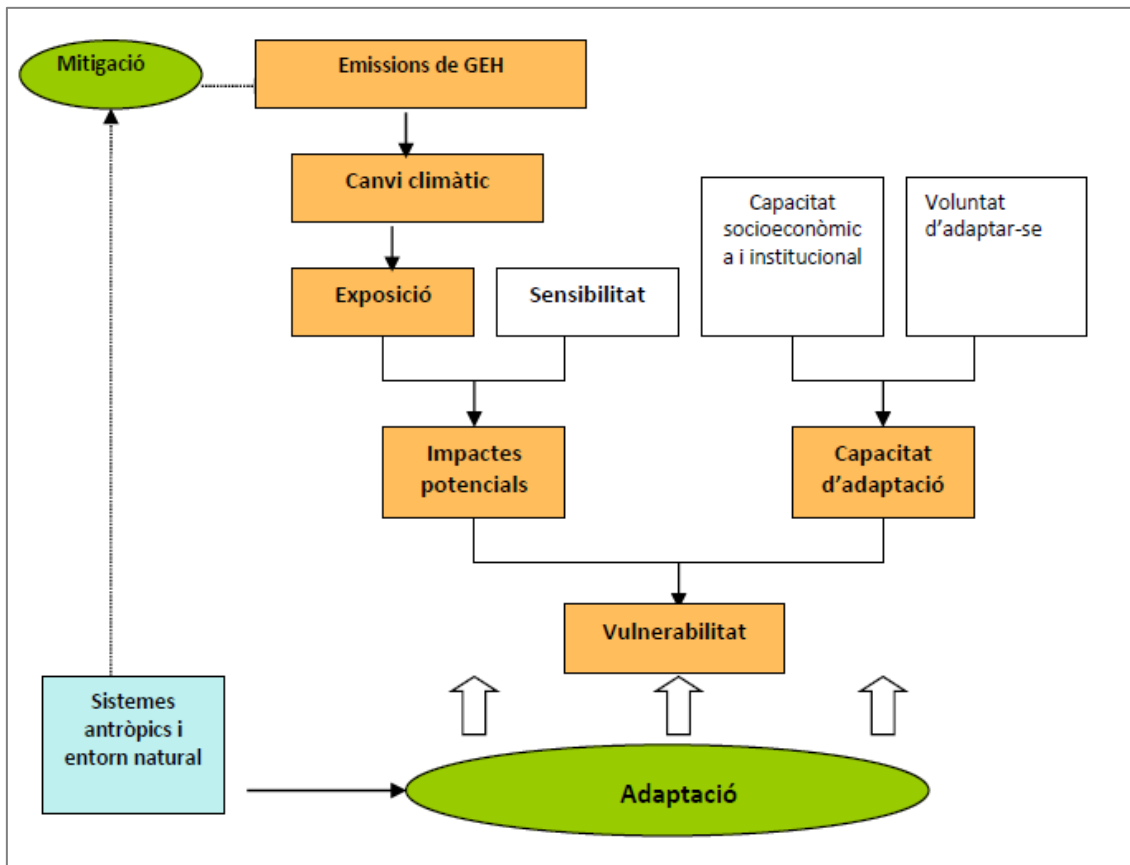 Mitigació
Emissions de GEH
Canvi climàtic
Capacitat
socioeconòmic
a i institucional
Voluntat
d'adaptar-se
Exposició
Sensibilitat
Impactes
potencials
Capacitat
d'adaptació
Vulnerabilitat
Sistemes
antròpics i
entorn natural
Adaptació